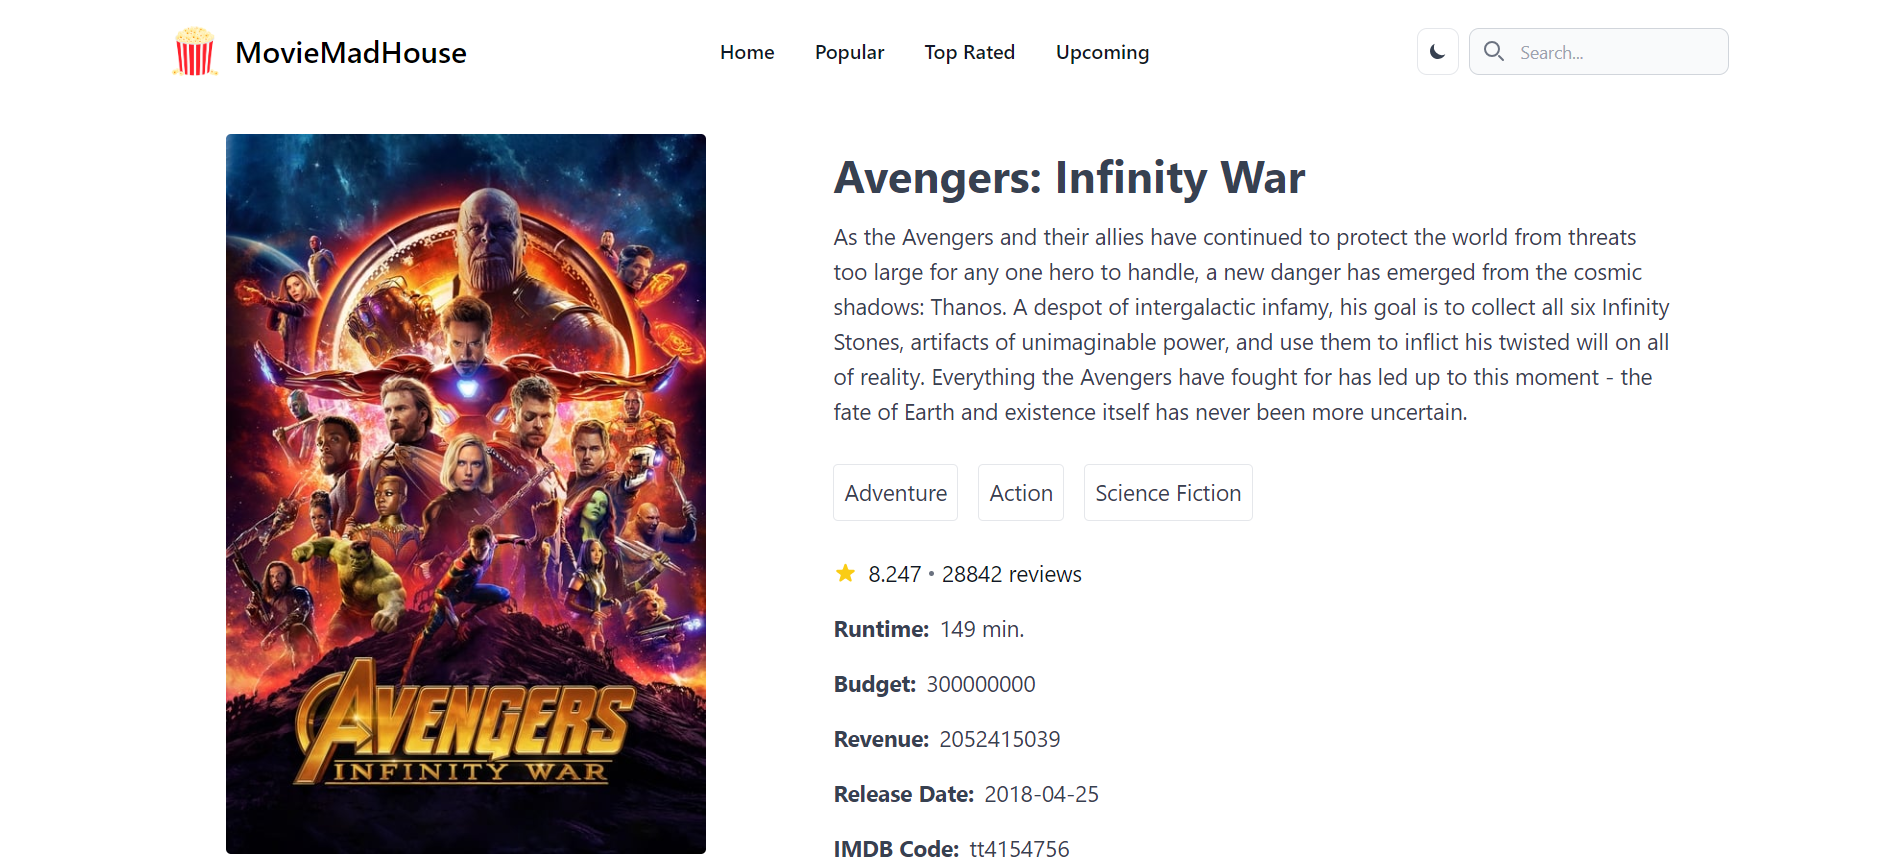 MovieMadHouse
Home
Popular
Top Rated
Upcoming
Search...
Avengers: Infinity War
As the Avengers and their allies have continued to protect the world from threats
too large for any one hero to handle, a new danger has emerged from the cosmic
shadows: Thanos. A despot of intergalactic infamy, his goal is to collect all six Infinity
Stones, artifacts of unimaginable power, and use them to inflict his twisted will on all
of reality. Everything the Avengers have fought for has led up to this moment - the
fate of Earth and existence itself has never been more uncertain.
Adventure
Action
Science Fiction
8.247 • 28842 reviews
Runtime: 149 min.
Budget: 300000000
Revenue: 2052415039
Release Date: 2018-04-25
IMDB Code: tt4154756
AVENGERS
INFINITY WAR